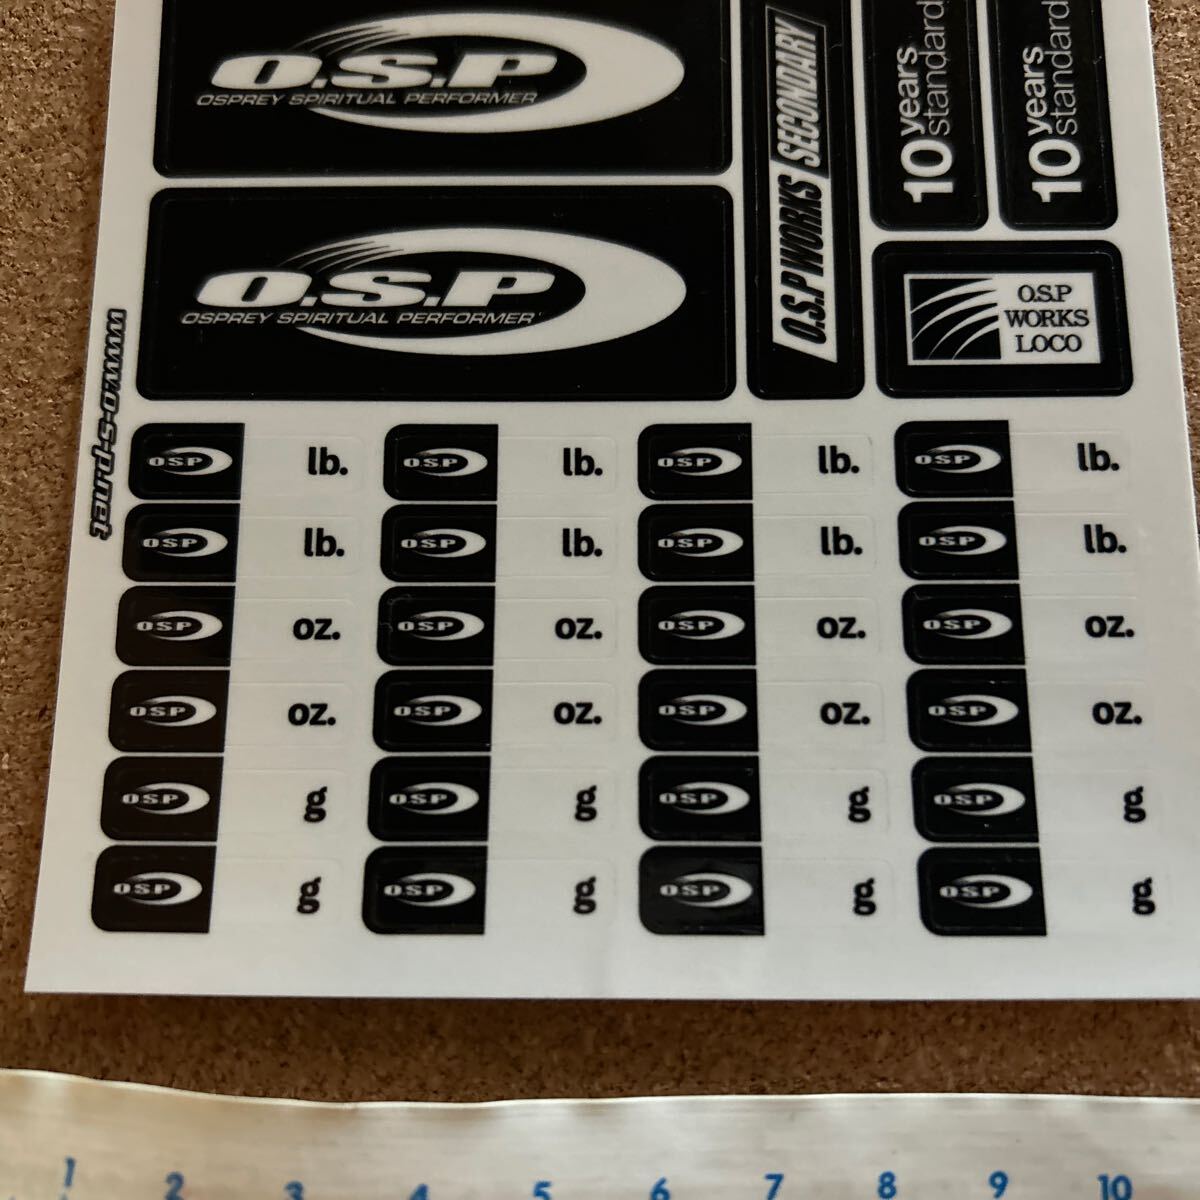 O.S.P
OSPREY SPIRITUAL PERFORMER
O.S.P
OSPREY SPIRITUAL PERFORMER
O.S.P WORKS SECONDARY
10 years
standard
10 years
standard
O.S.P
WORKS
LOCO
www.o-s-p.net
O.S.P lb. O.S.P lb. O.S.P lb. O.S.P lb.
O.S.P lb. O.S.P lb. O.S.P lb. O.S.P lb.
O.S.P oz. O.S.P oz. O.S.P oz. O.S.P oz.
O.S.P oz. O.S.P oz. O.S.P oz. O.S.P oz.
O.S.P g. O.S.P g. O.S.P g. O.S.P g.
O.S.P g. O.S.P g. O.S.P g. O.S.P g.
1 2 3 4 5 6 7 8 9 10